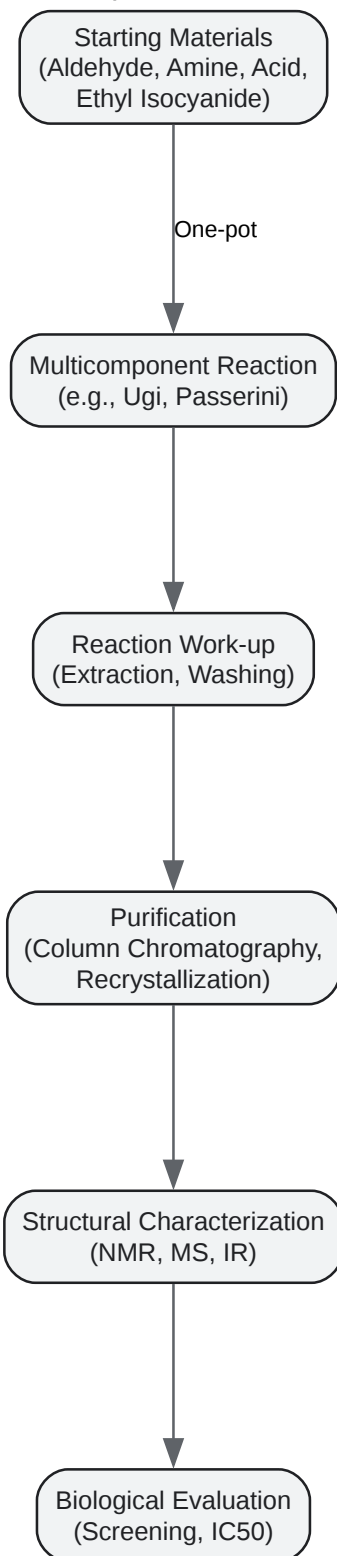 Starting Materials
(Aldehyde, Amine, Acid,
Ethyl Isocyanide)
One-pot
Multicomponent Reaction
(e.g., Ugi, Passerini)
Reaction Work-up
(Extraction, Washing)
Purification
(Column Chromatography,
Recrystallization)
Structural Characterization
(NMR, MS, IR)
Biological Evaluation
(Screening, IC50)